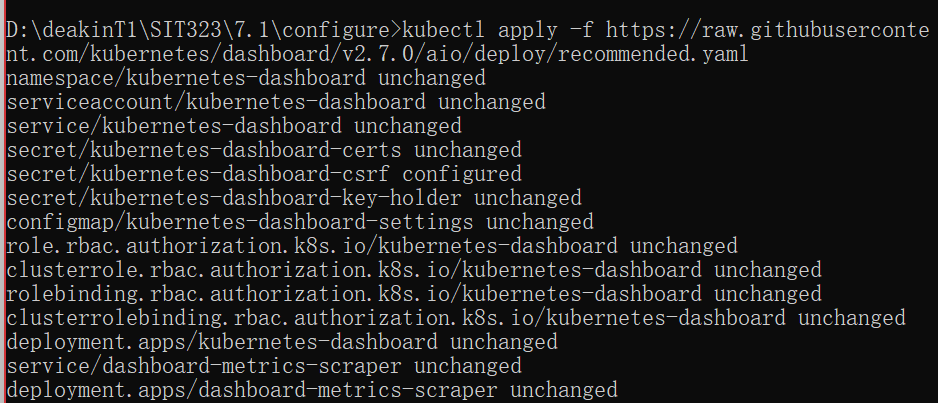 D:\deakinT1\SIT323\7.1\configure>kubectl apply -f https://raw.githubuserconte
nt.com/kubernetes/dashboard/v2.7.0/aio/deploy/recommended.yaml
namespace/kubernetes-dashboard unchanged
serviceaccount/kubernetes-dashboard unchanged
service/kubernetes-dashboard unchanged
secret/kubernetes-dashboard-certs unchanged
secret/kubernetes-dashboard-csrf configured
secret/kubernetes-dashboard-key-holder unchanged
configmap/kubernetes-dashboard-settings unchanged
role.rbac.authorization.k8s.io/kubernetes-dashboard unchanged
clusterrole.rbac.authorization.k8s.io/kubernetes-dashboard unchanged
rolebinding.rbac.authorization.k8s.io/kubernetes-dashboard unchanged
clusterrolebinding.rbac.authorization.k8s.io/kubernetes-dashboard unchanged
deployment.apps/kubernetes-dashboard unchanged
service/dashboard-metrics-scraper unchanged
deployment.apps/dashboard-metrics-scraper unchanged